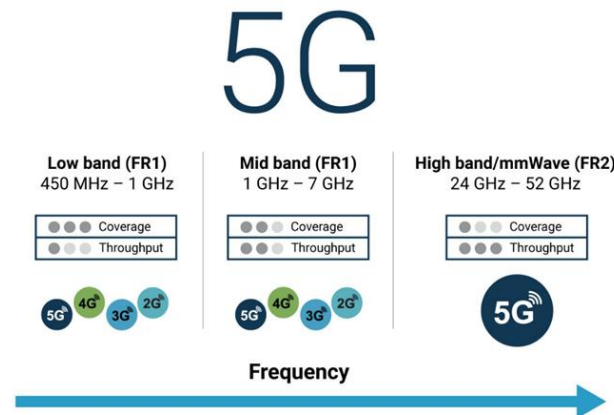 5G
Low band (FR1)
450 MHz – 1 GHz
Coverage
Throughput
5G
4G
3G
2G
Mid band (FR1)
1 GHz – 7 GHz
Coverage
Throughput
5G
4G
3G
2G
High band/mmWave (FR2)
24 GHz – 52 GHz
Coverage
Throughput
5G
Frequency